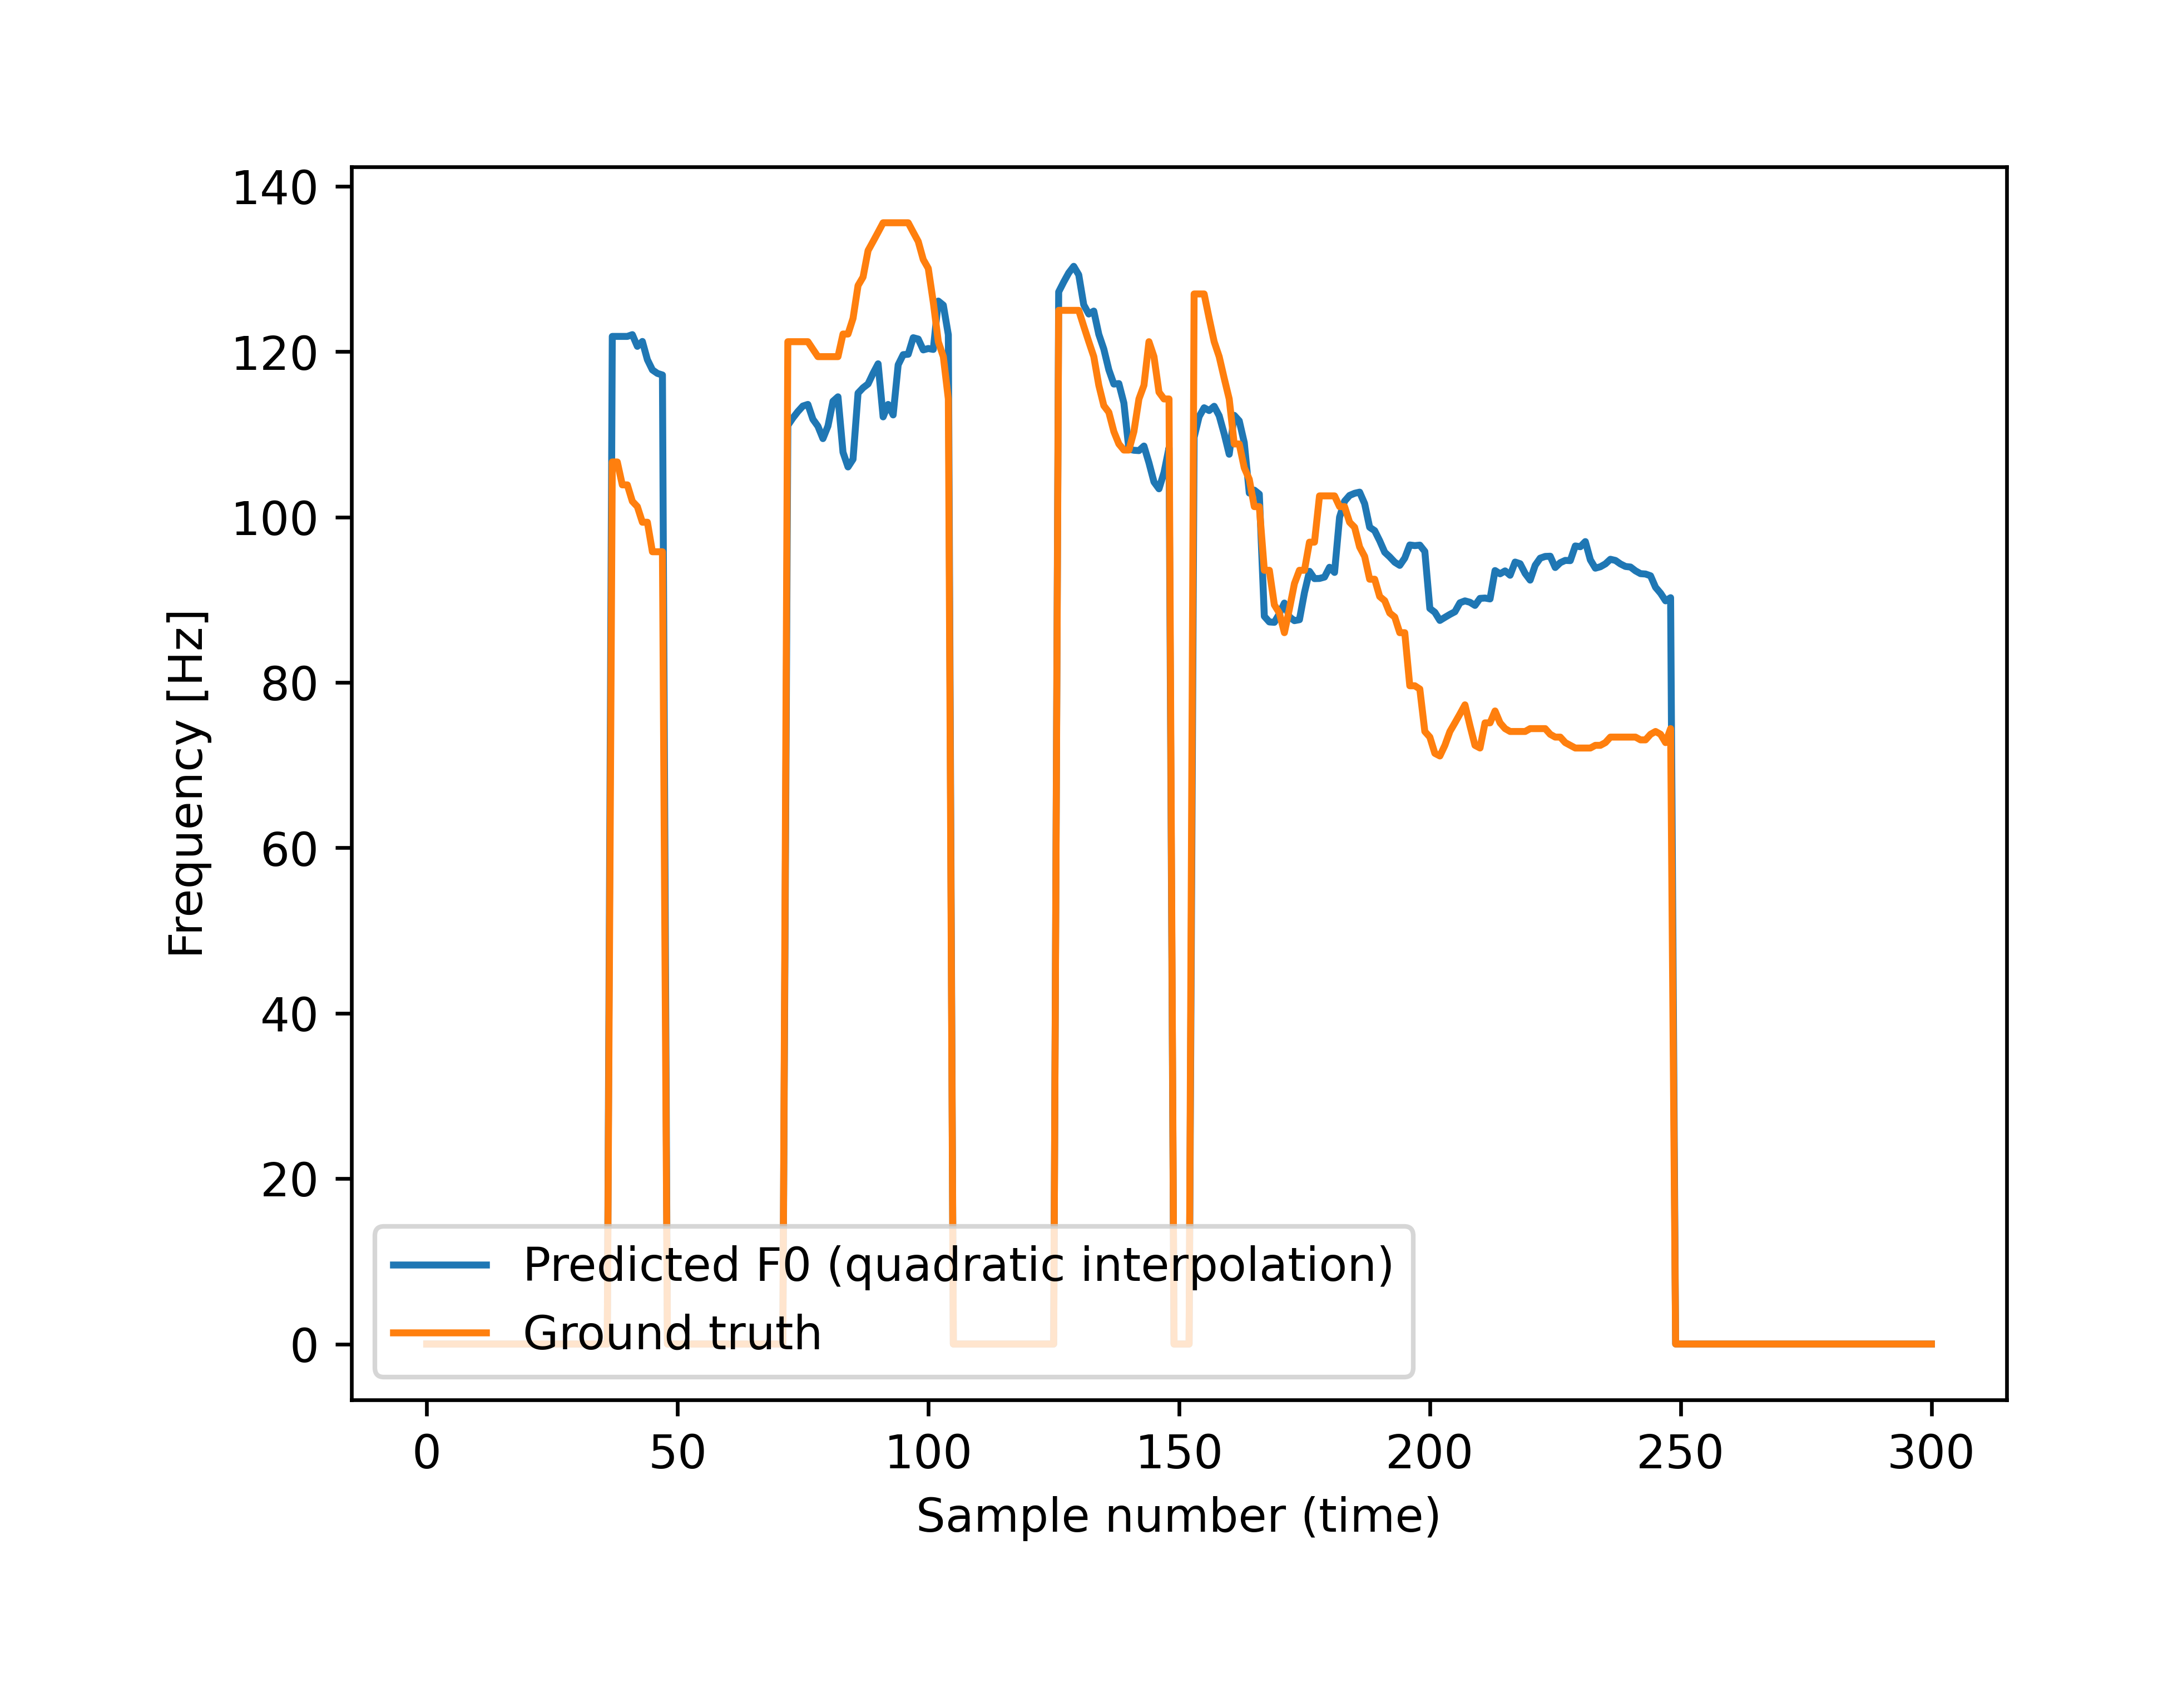 140
120
100
80
60
40
20
0
Frequency [Hz]
Predicted F0 (quadratic interpolation)
Ground truth
0 50 100 150 200 250 300
Sample number (time)